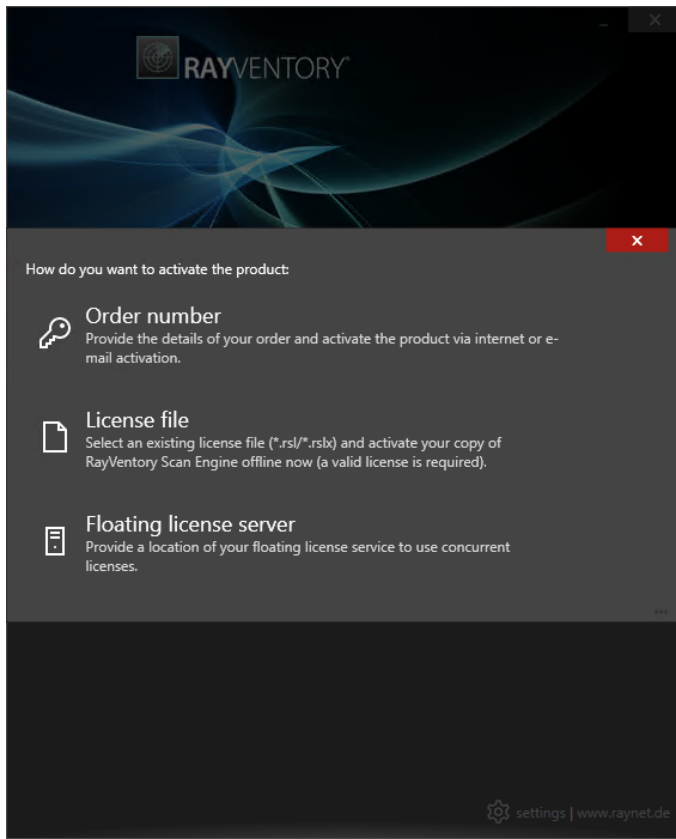 RAYVENTORY®
How do you want to activate the product:
Order number
Provide the details of your order and activate the product via internet or e-
mail activation.
License file
Select an existing license file (*.rsl/*.rslx) and activate your copy of
RayVentory Scan Engine offline now (a valid license is required).
Floating license server
Provide a location of your floating license service to use concurrent
licenses.
settings | www.raynet.de